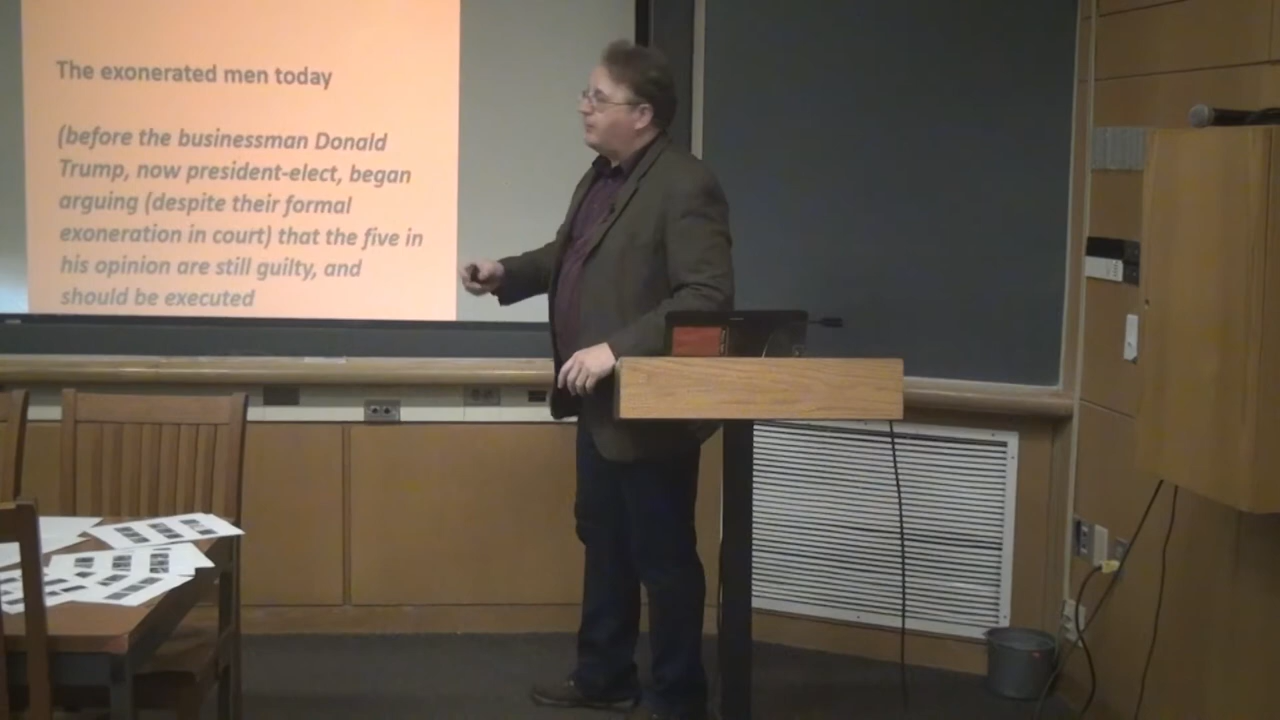 The exonerated men today
(before the businessman Donald
Trump, now president-elect, began
arguing (despite their formal
exoneration in court) that the five in
his opinion are still guilty, and
should be executed